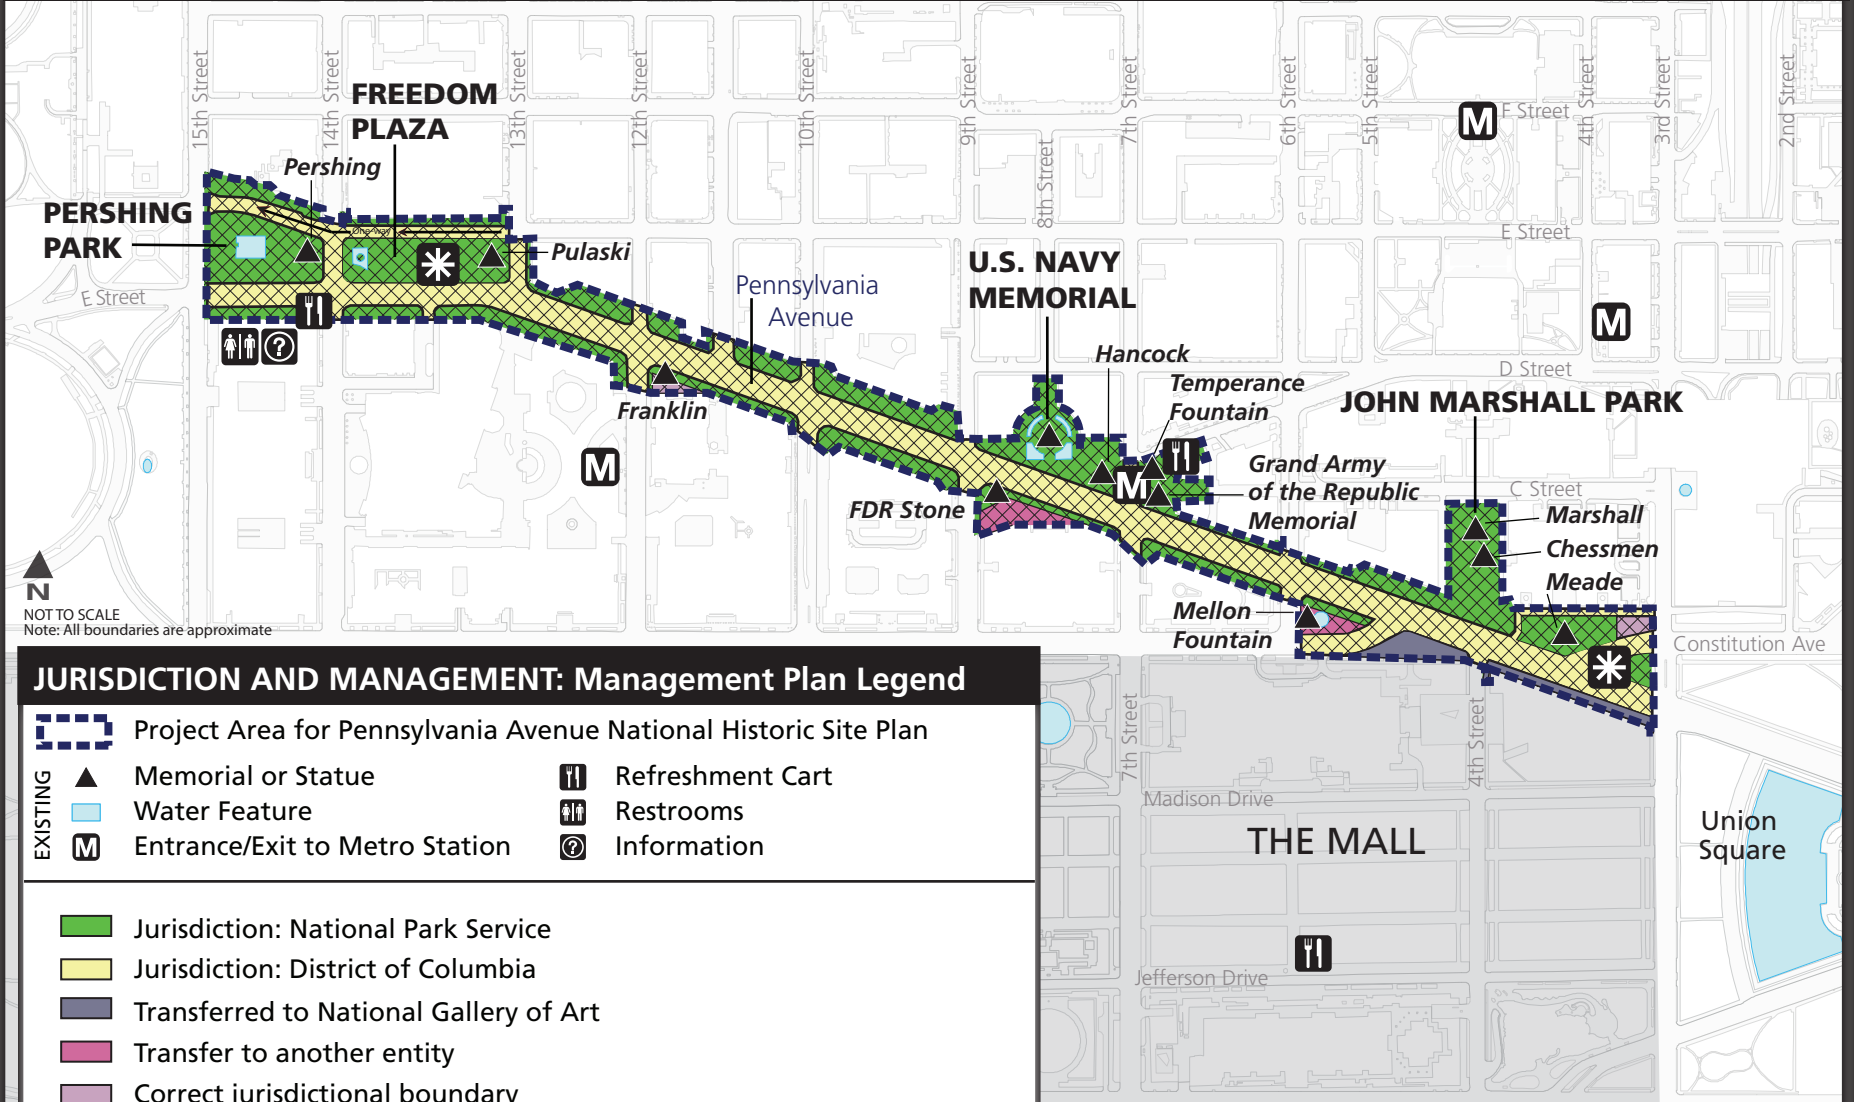 15th Street
14th Street
13th Street
12th Street
10th Street
9th Street
8th Street
7th Street
6th Street
5th Street
4th Street
3rd Street
2nd Street
F Street
FREEDOM
PLAZA
Pershing
PERSHING
PARK
One-way
Pulaski
E Street
E Street
U.S. NAVY
MEMORIAL
Pennsylvania
Avenue
Hancock
D Street
Temperance
Fountain
JOHN MARSHALL PARK
Franklin
M
M
M
M
Grand Army
of the Republic
Memorial
C Street
FDR Stone
Marshall
Chessmen
Meade
Mellon
Fountain
Constitution Ave
N
NOT TO SCALE
Note: All boundaries are approximate
?
JURISDICTION AND MANAGEMENT: Management Plan Legend
Project Area for Pennsylvania Avenue National Historic Site Plan
EXISTING
Memorial or Statue
Refreshment Cart
Water Feature
Restrooms
M
Entrance/Exit to Metro Station
?
Information
Jurisdiction: National Park Service
Jurisdiction: District of Columbia
Transferred to National Gallery of Art
Transfer to another entity
Correct jurisdictional boundary
7th Street
4th Street
Madison Drive
THE MALL
Union
Square
Jefferson Drive